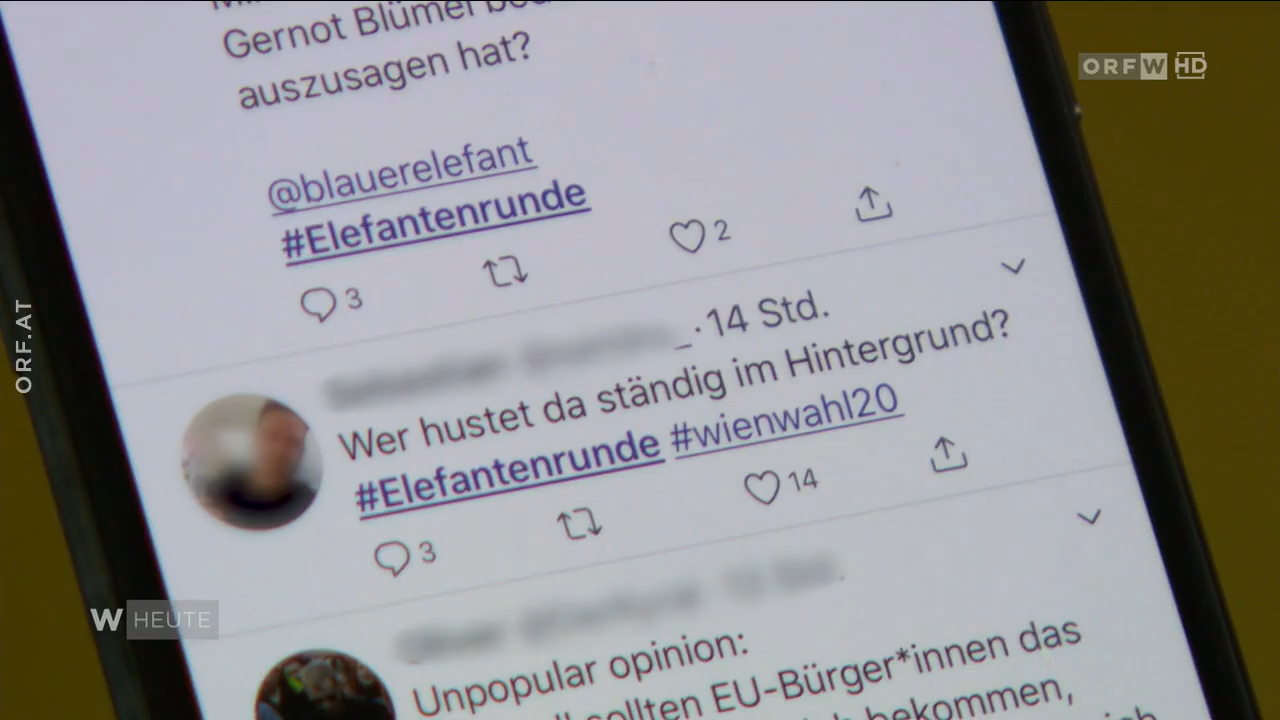 Gernot Blümel
auszusagen hat?
@blauerelefant
#Elefantenrunde
3
2
_ · 14 Std.
Wer hustet da ständig im Hintergrund?
#Elefantenrunde #wienwahl20
3
14
Unpopular opinion:
sollten EU-Bürger*innen das
bekommen,
ORF W HD
ORF.AT
W HEUTE